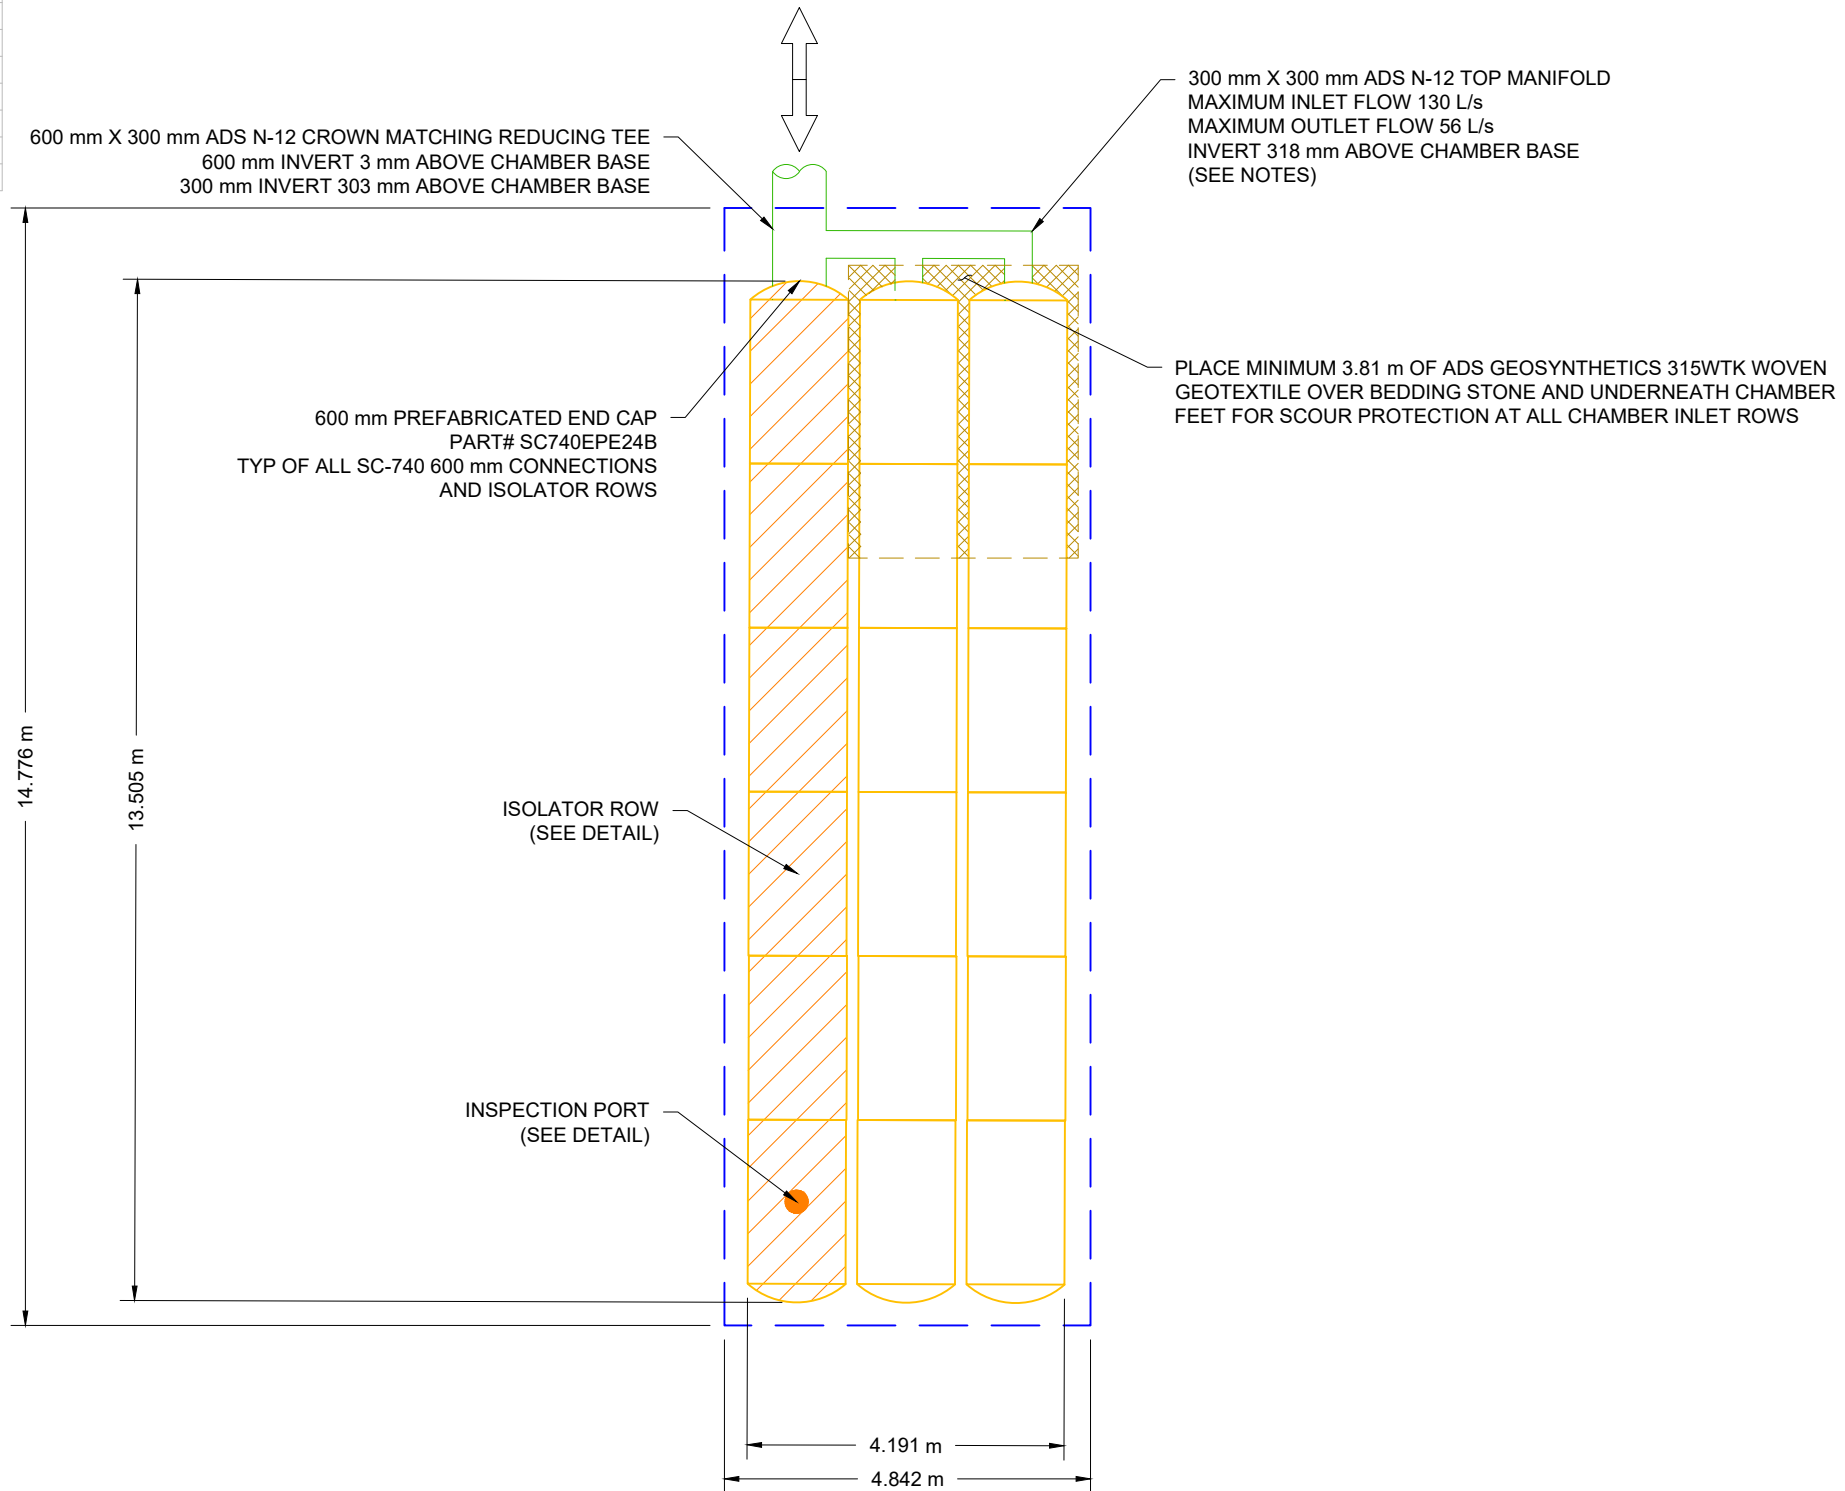 600 mm X 300 mm ADS N-12 CROWN MATCHING REDUCING TEE
600 mm INVERT 3 mm ABOVE CHAMBER BASE
300 mm INVERT 303 mm ABOVE CHAMBER BASE
300 mm X 300 mm ADS N-12 TOP MANIFOLD
MAXIMUM INLET FLOW 130 L/s
MAXIMUM OUTLET FLOW 56 L/s
INVERT 318 mm ABOVE CHAMBER BASE
(SEE NOTES)
PLACE MINIMUM 3.81 m OF ADS GEOSYNTHETICS 315WTK WOVEN
GEOTEXTILE OVER BEDDING STONE AND UNDERNEATH CHAMBER
FEET FOR SCOUR PROTECTION AT ALL CHAMBER INLET ROWS
600 mm PREFABRICATED END CAP
PART# SC740EPE24B
TYP OF ALL SC-740 600 mm CONNECTIONS
AND ISOLATOR ROWS
14.776 m
13.505 m
ISOLATOR ROW
(SEE DETAIL)
INSPECTION PORT
(SEE DETAIL)
4.191 m
4.842 m